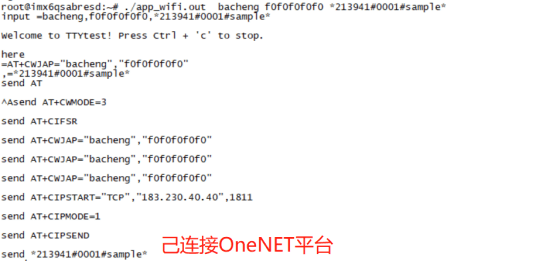 root@imx6qsabresd:~# ./app_wifi.out  bacheng f0f0f0f0f0 *213941#0001#sample*
input =bacheng,f0f0f0f0f0,*213941#0001#sample*
Welcome to TTYtest! Press Ctrl + 'c' to stop.
here
=AT+CWJAP="bacheng","f0f0f0f0f0"
,=*213941#0001#sample*
send AT
^Asend AT+CWMODE=3
send AT+CIFSR
send AT+CWJAP="bacheng","f0f0f0f0f0"
send AT+CWJAP="bacheng","f0f0f0f0f0"
send AT+CWJAP="bacheng","f0f0f0f0f0"
send AT+CIPSTART="TCP","183.230.40.40",1811
send AT+CIPMODE=1
send AT+CIPSEND
已连接OneNET平台
send *213941#0001#sample*